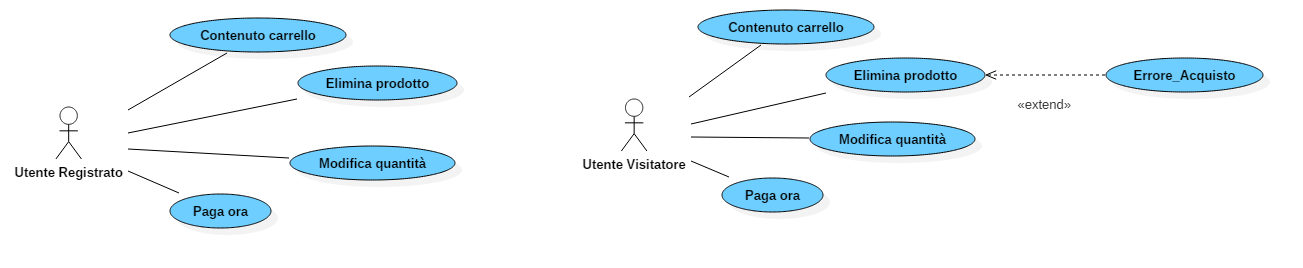 Contenuto carrello
Elimina prodotto
Utente Registrato
Modifica quantità
Paga ora
Contenuto carrello
Elimina prodotto
Errore_Acquisto
«extend»
Modifica quantità
Utente Visitatore
Paga ora